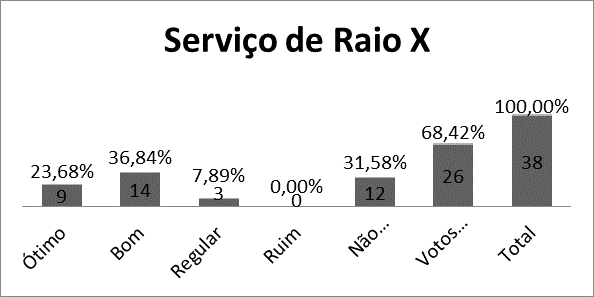 Serviço de Raio X
23,68%
36,84%
7,89%
0,00%
31,58%
68,42%
100,00%
9
14
3
0
12
26
38
Ótimo
Bom
Regular
Ruim
Não...
Votos...
Total